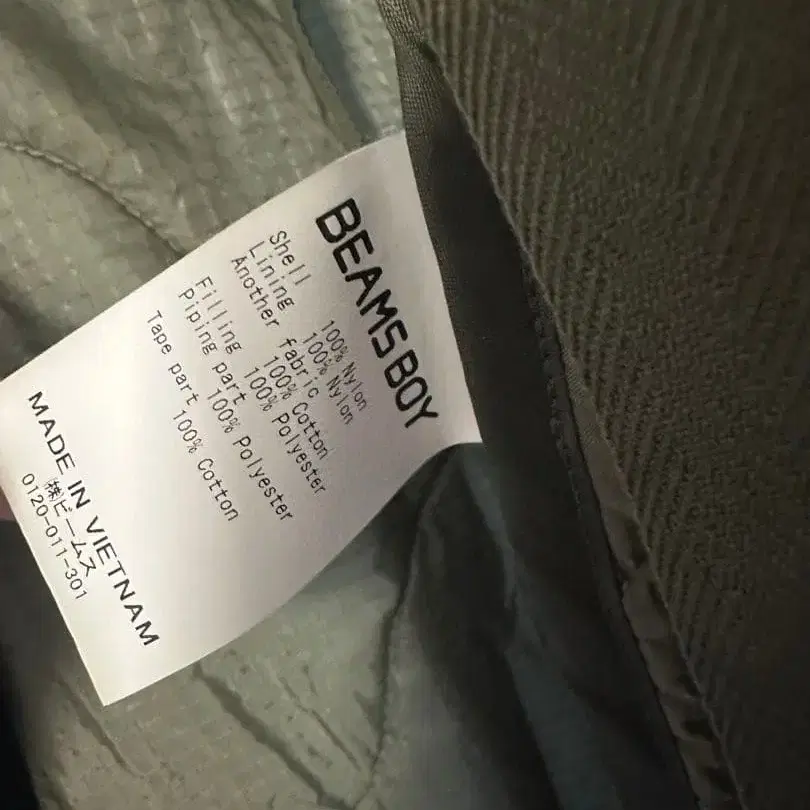 BEAMS BOY
Shell 100% Nylon
Lining 100% Nylon
Another fabric
100% Cotton
Filling 100% Polyester
Piping part
100% Polyester
Tape part 100% Cotton
MADE IN VIETNAM
㈱ビームス
0120-011-301